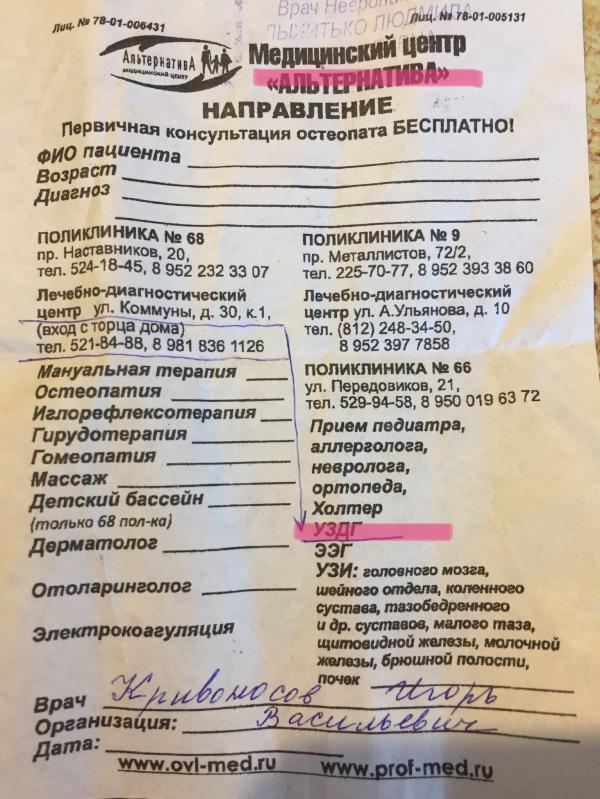 Лиц. № 78-01-006431
Врач Невропатолог
ЛЮДМИЛА
Лиц. № 78-01-005131
АльтернативА
МЕДИЦИНСКИЙ ЦЕНТР
Медицинский центр
«АЛЬТЕРНАТИВА»
НАПРАВЛЕНИЕ
Первичная консультация остеопата БЕСПЛАТНО!
ФИО пациента
Возраст
Диагноз
ПОЛИКЛИНИКА № 68
пр. Наставников, 20,
тел. 524-18-45, 8 952 232 33 07
Лечебно-диагностический
центр ул. Коммуны, д. 30, к.1,
(вход с торца дома)
тел. 521-84-88, 8 981 836 1126
Мануальная терапия
Остеопатия
Иглорефлексотерапия
Гирудотерапия
Гомеопатия
Массаж
Детский бассейн
(только 68 пол-ка)
Дерматолог
Отоларинголог
Электрокоагуляция
ПОЛИКЛИНИКА № 9
пр. Металлистов, 72/2,
тел. 225-70-77, 8 952 393 38 60
Лечебно-диагностический
центр ул. А.Ульянова, д. 10
тел. (812) 248-34-50,
8 952 397 7858
ПОЛИКЛИНИКА № 66
ул. Передовиков, 21,
тел. 529-94-58, 8 950 019 63 72
Прием педиатра,
аллерголога,
невролога,
ортопеда,
Холтер
УЗДГ
ЭЭГ
УЗИ: головного мозга,
шейного отдела, коленного
сустава, тазобедренного
и др. суставов, малого таза,
щитовидной железы, молочной
железы, брюшной полости,
почек
Врач Кривоносов Игорь
Организация: Васильевич
Дата:
www.ovl-med.ru www.prof-med.ru